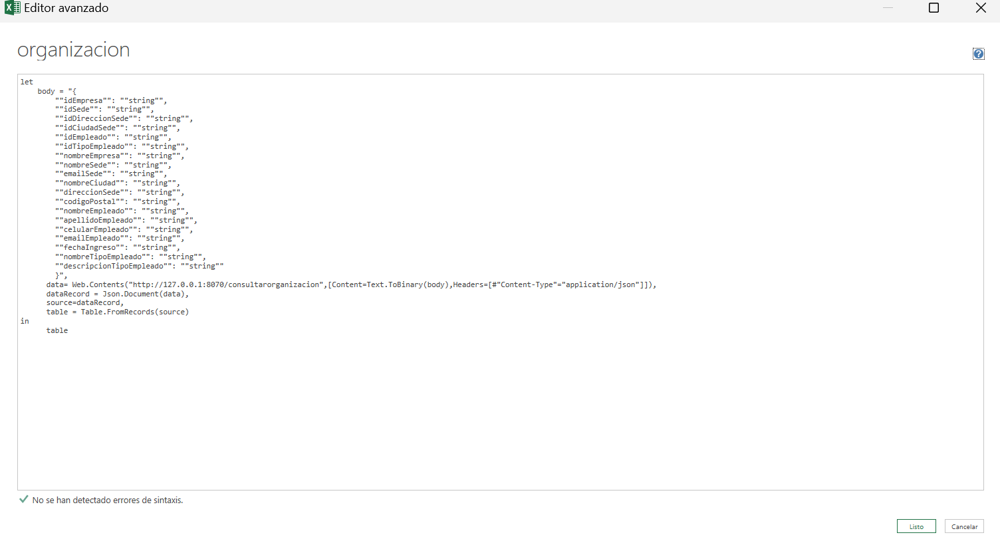 Editor avanzado
organizacion
let
    body = "{
        ""idEmpresa"": ""string"",
        ""idSede"": ""string"",
        ""idDireccionSede"": ""string"",
        ""idCiudadSede"": ""string"",
        ""idEmpleado"": ""string"",
        ""idTipoEmpleado"": ""string"",
        ""nombreEmpresa"": ""string"",
        ""nombreSede"": ""string"",
        ""emailSede"": ""string"",
        ""nombreCiudad"": ""string"",
        ""direccionSede"": ""string"",
        ""codigoPostal"": ""string"",
        ""nombreEmpleado"": ""string"",
        ""apellidoEmpleado"": ""string"",
        ""celularEmpleado"": ""string"",
        ""emailEmpleado"": ""string"",
        ""fechaIngreso"": ""string"",
        ""nombreTipoEmpleado"": ""string"",
        ""descripcionTipoEmpleado"": ""string""
        }",
      data= Web.Contents("http://127.0.0.1:8070/consultarorganizacion",[Content=Text.ToBinary(body),Headers=[#"Content-Type"="application/json"]]),
      dataRecord = Json.Document(data),
      source=dataRecord,
      table = Table.FromRecords(source)
in
      table
No se han detectado errores de sintaxis.
Listo
Cancelar